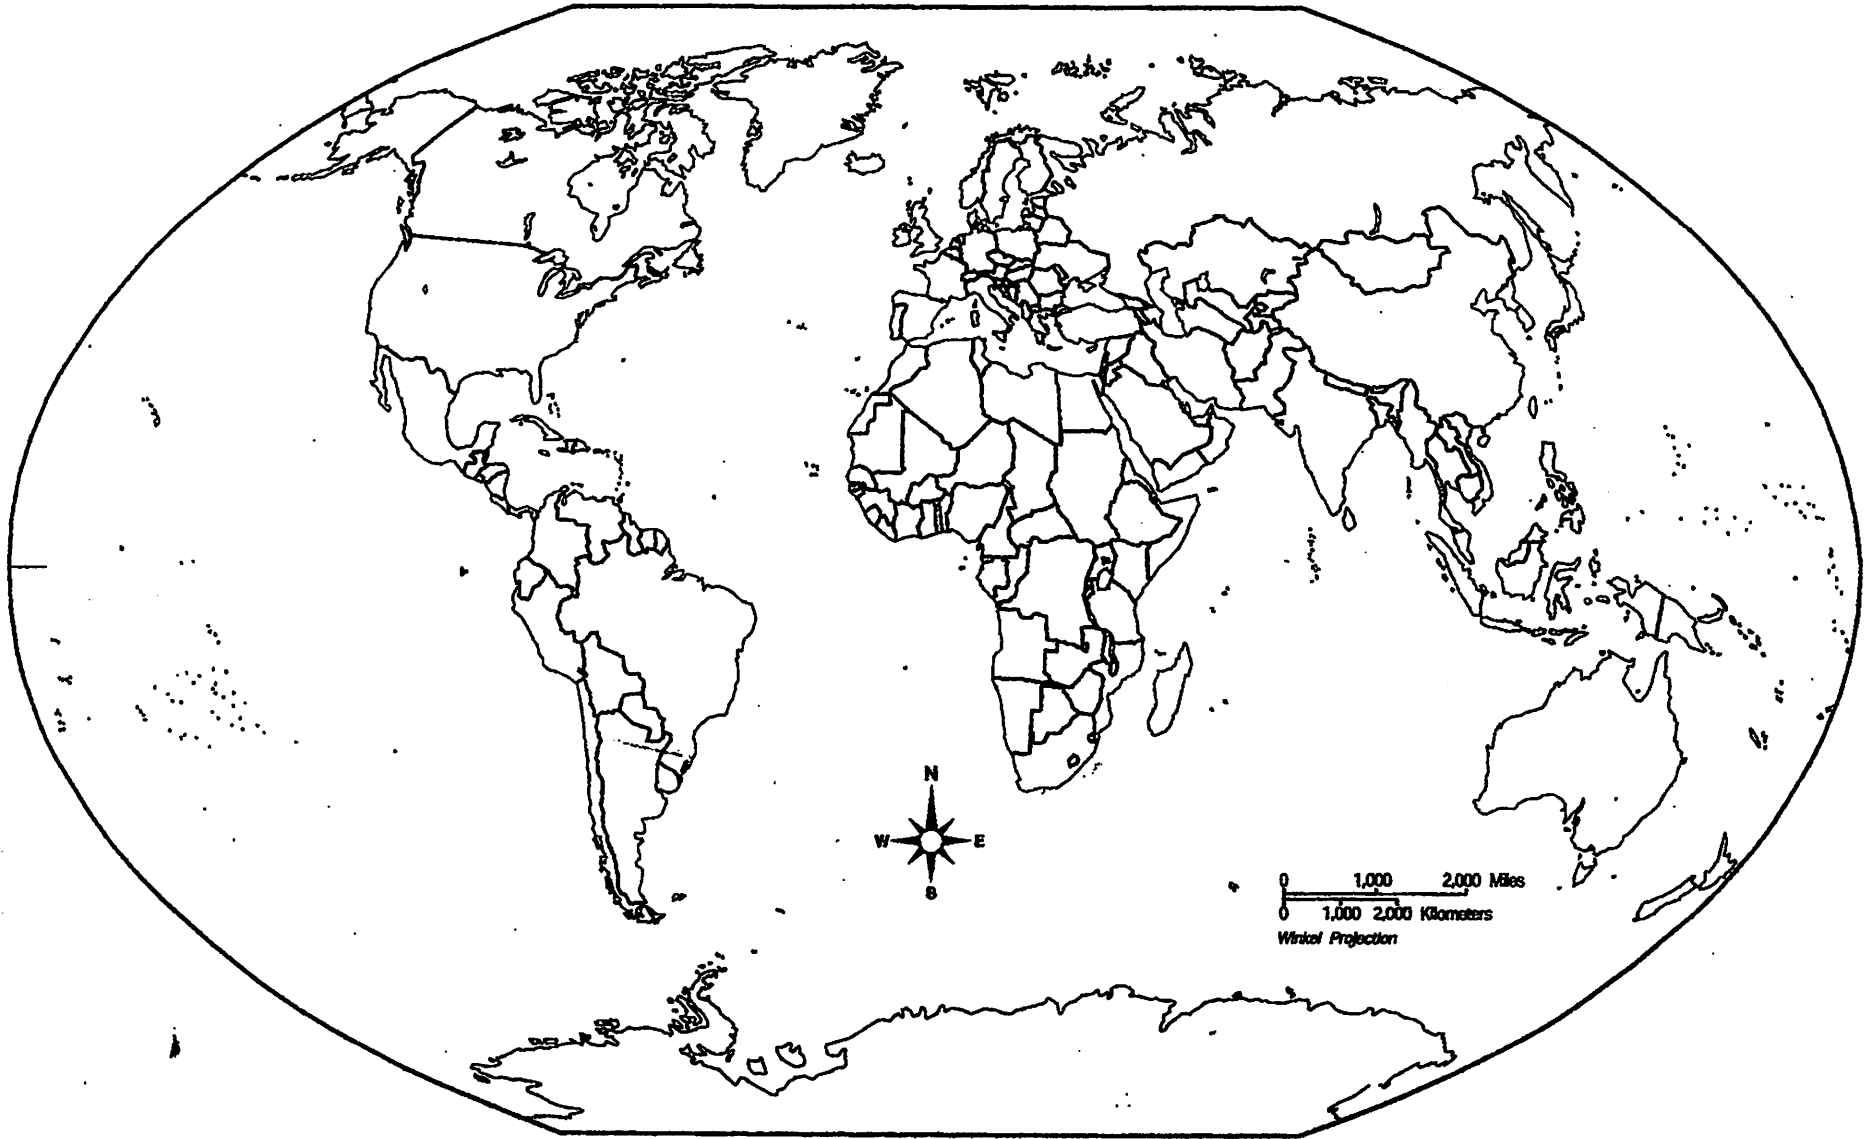 N
W E
S
0 1,000 2,000 Miles
0 1,000 2,000 Kilometers
Winkel Projection